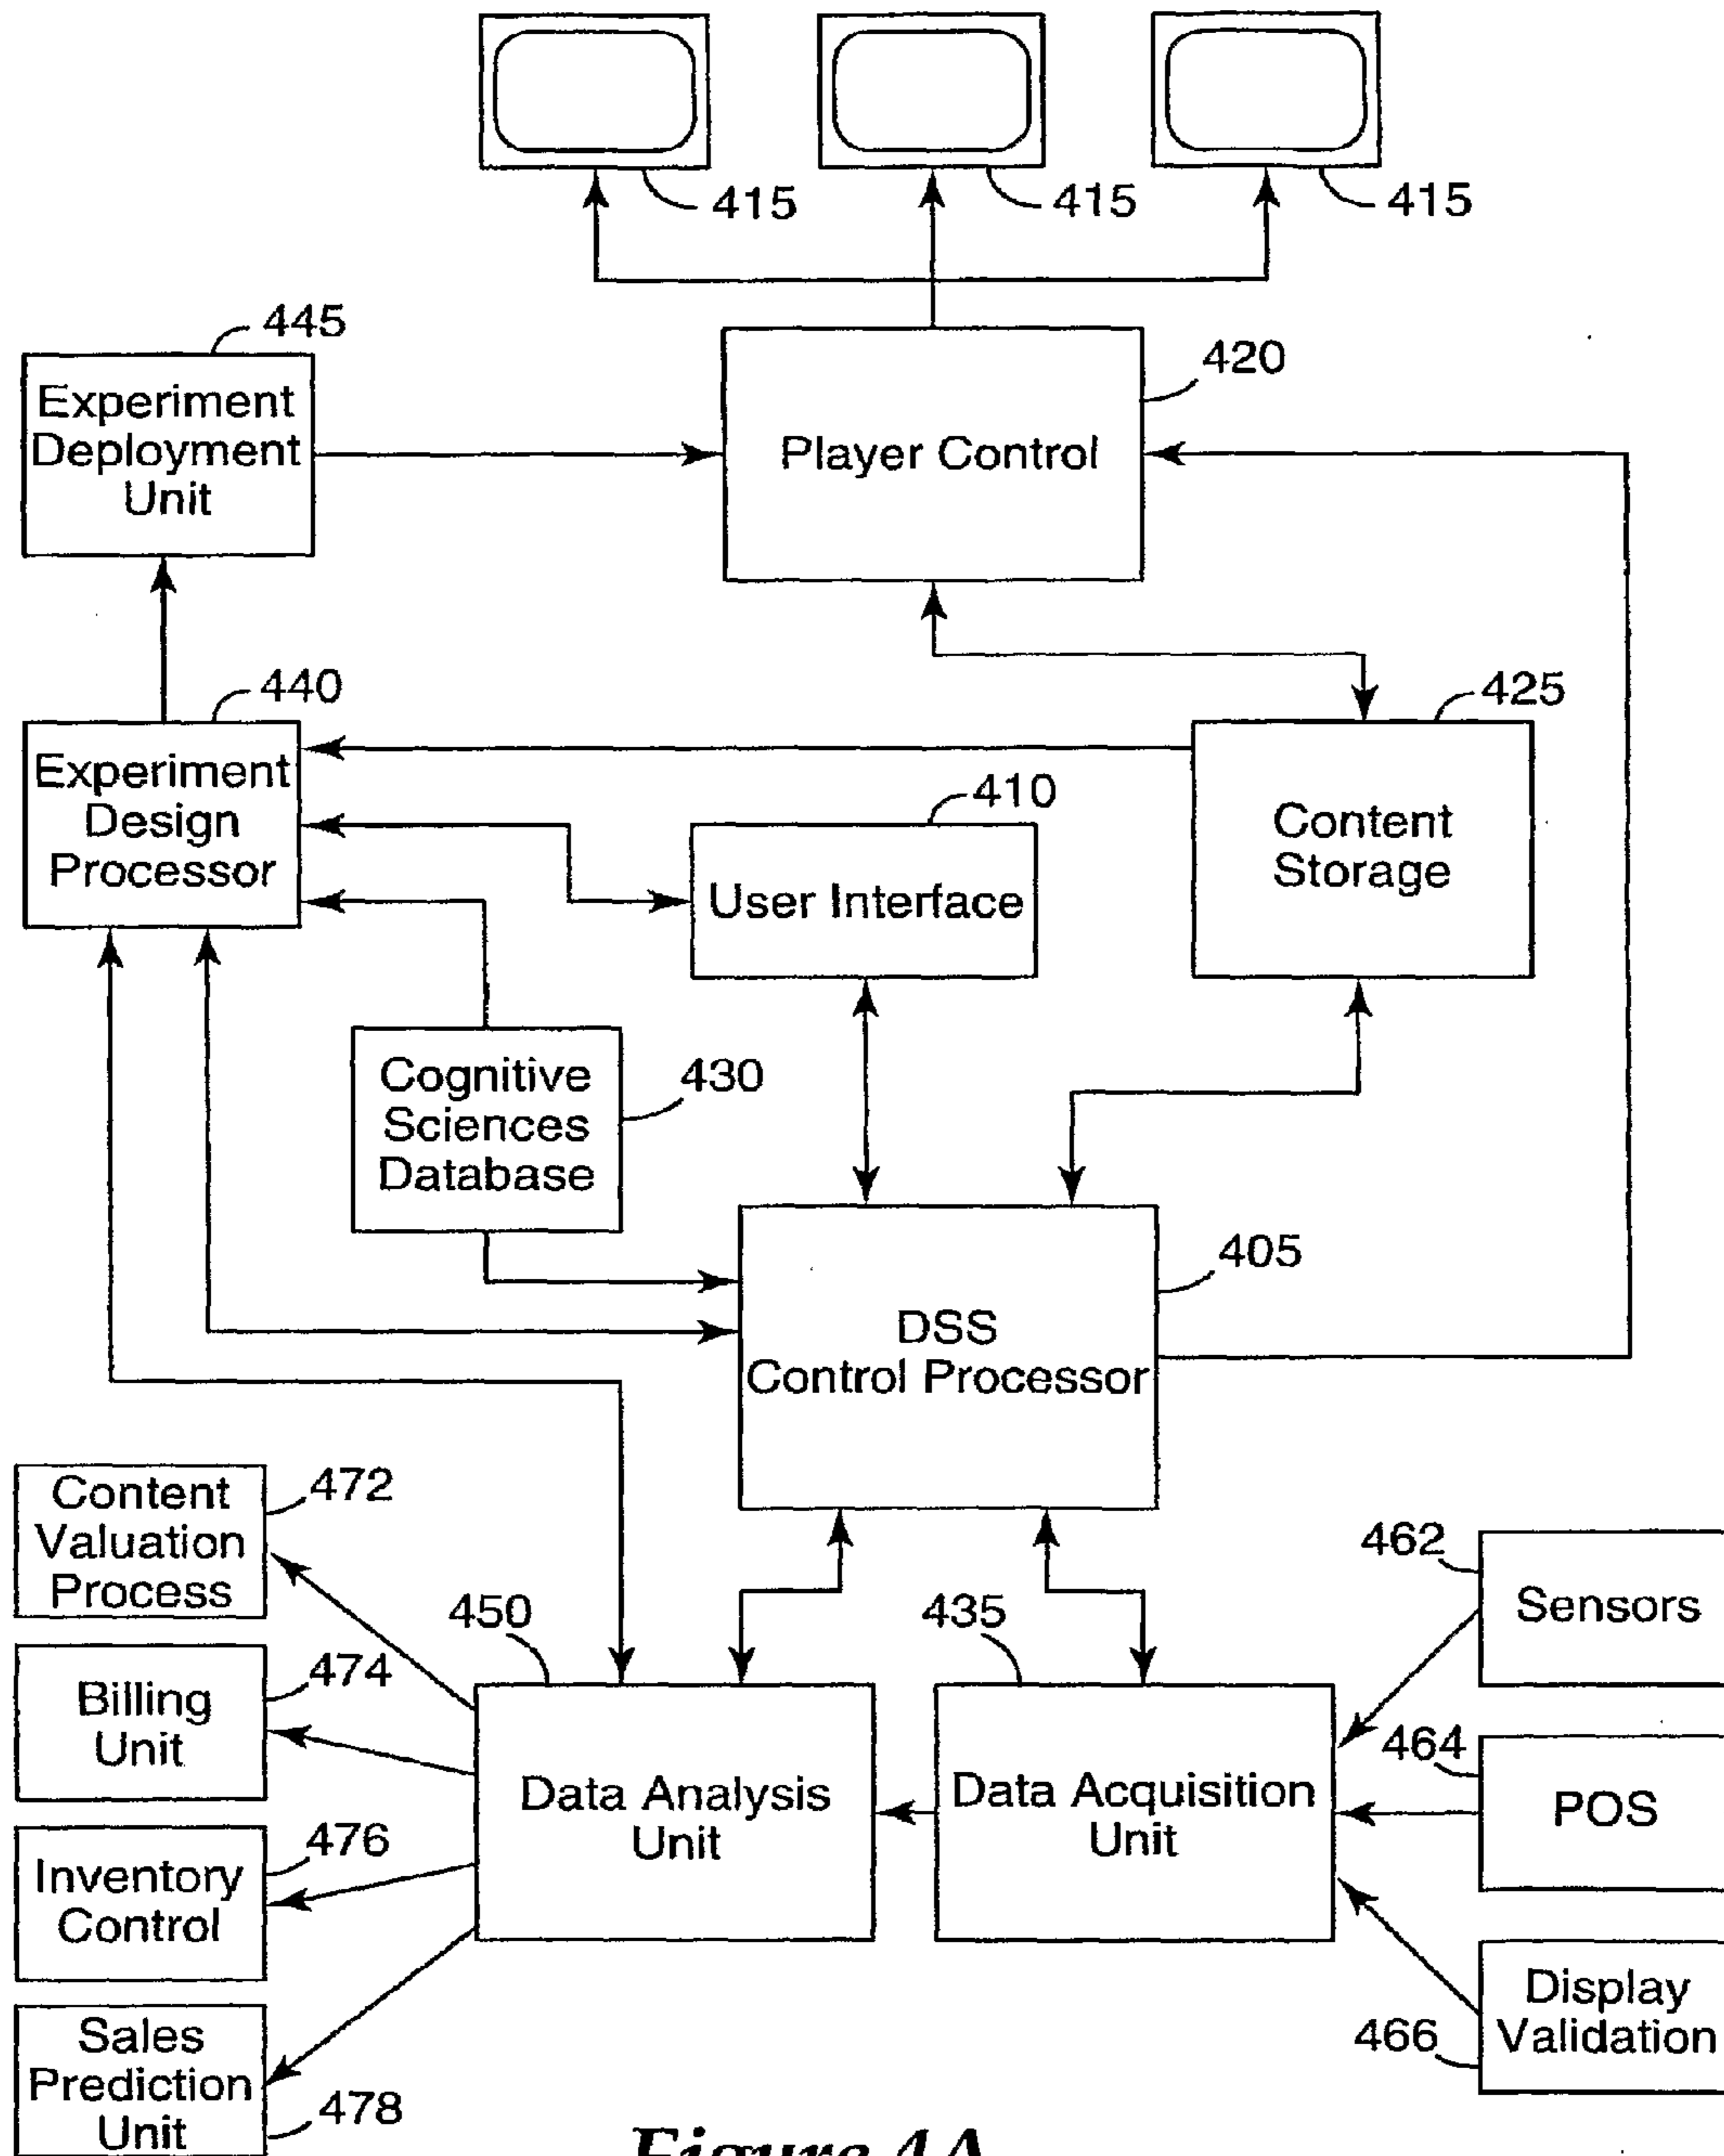 415
415
415
445
Experiment
Deployment
Unit
420
Player Control
440
Experiment
Design
Processor
425
Content
Storage
410
User Interface
Cognitive
Sciences
Database
430
405
DSS
Control Processor
Content
Valuation
Process
472
462
Sensors
450
435
Billing
Unit
474
Data Analysis
Unit
Data Acquisition
Unit
464
POS
Inventory
Control
476
Display
Validation
466
Sales
Prediction
Unit
478
Figure 4A